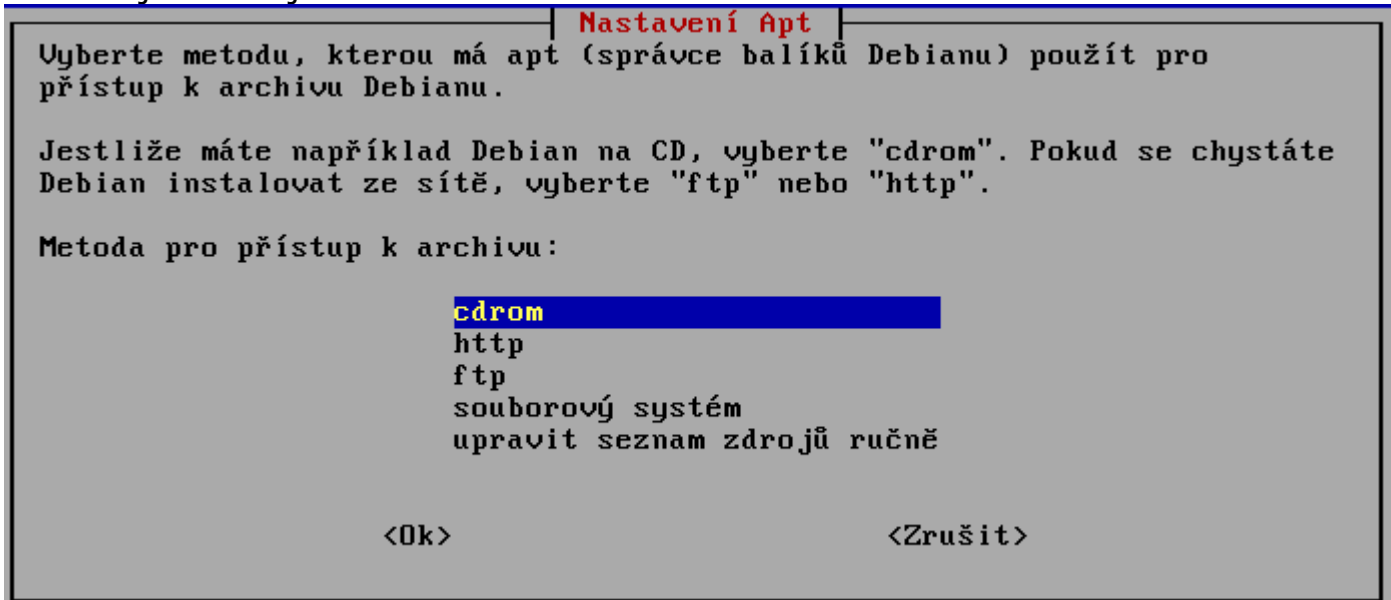 Nastavení Apt
Vyberte metodu, kterou má apt (správce balíků Debianu) použít pro
přístup k archivu Debianu.
Jestliže máte například Debian na CD, vyberte "cdrom". Pokud se chystáte
Debian instalovat ze sítě, vyberte "ftp" nebo "http".
Metoda pro přístup k archivu:
cdrom
http
ftp
souborový systém
upravit seznam zdrojů ručně
<Ok> <Zrušit>